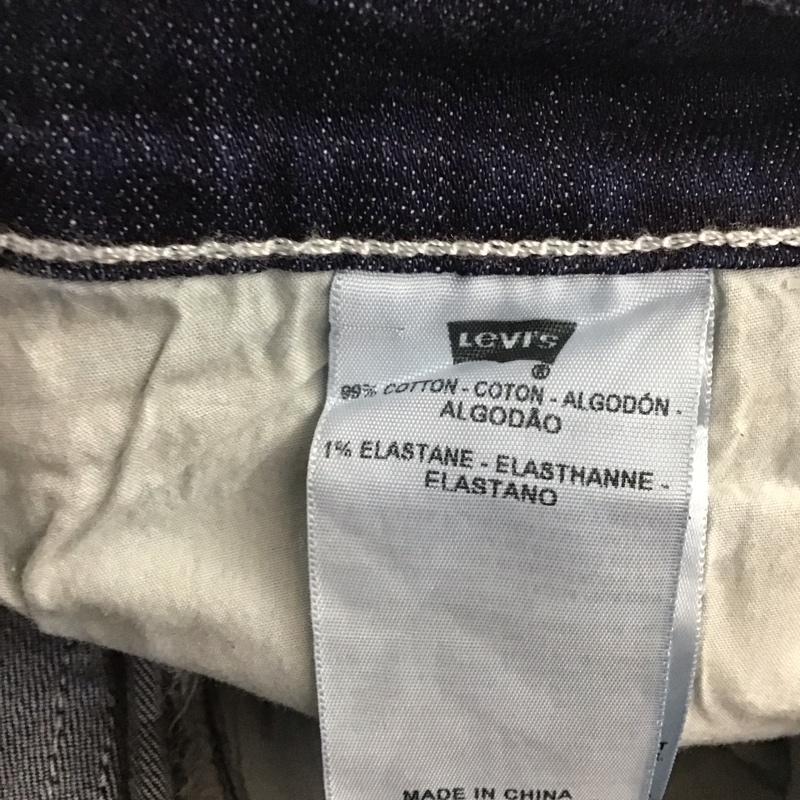 LEVI'S
®
99% COTTON - COTON - ALGODÓN -
ALGODÃO
1% ELASTANE - ELASTHANNE -
ELASTANO
MADE IN CHINA